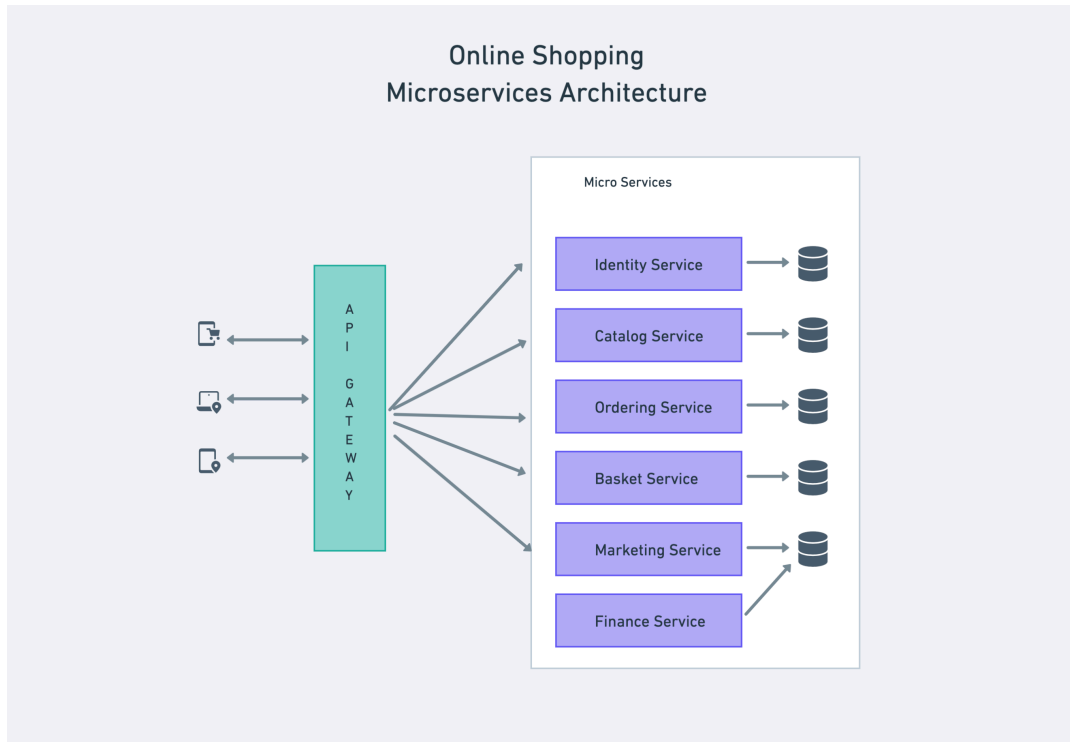 Online Shopping
Microservices Architecture
Micro Services
A
P
I
G
A
T
E
W
A
Y
Identity Service
Catalog Service
Ordering Service
Basket Service
Marketing Service
Finance Service